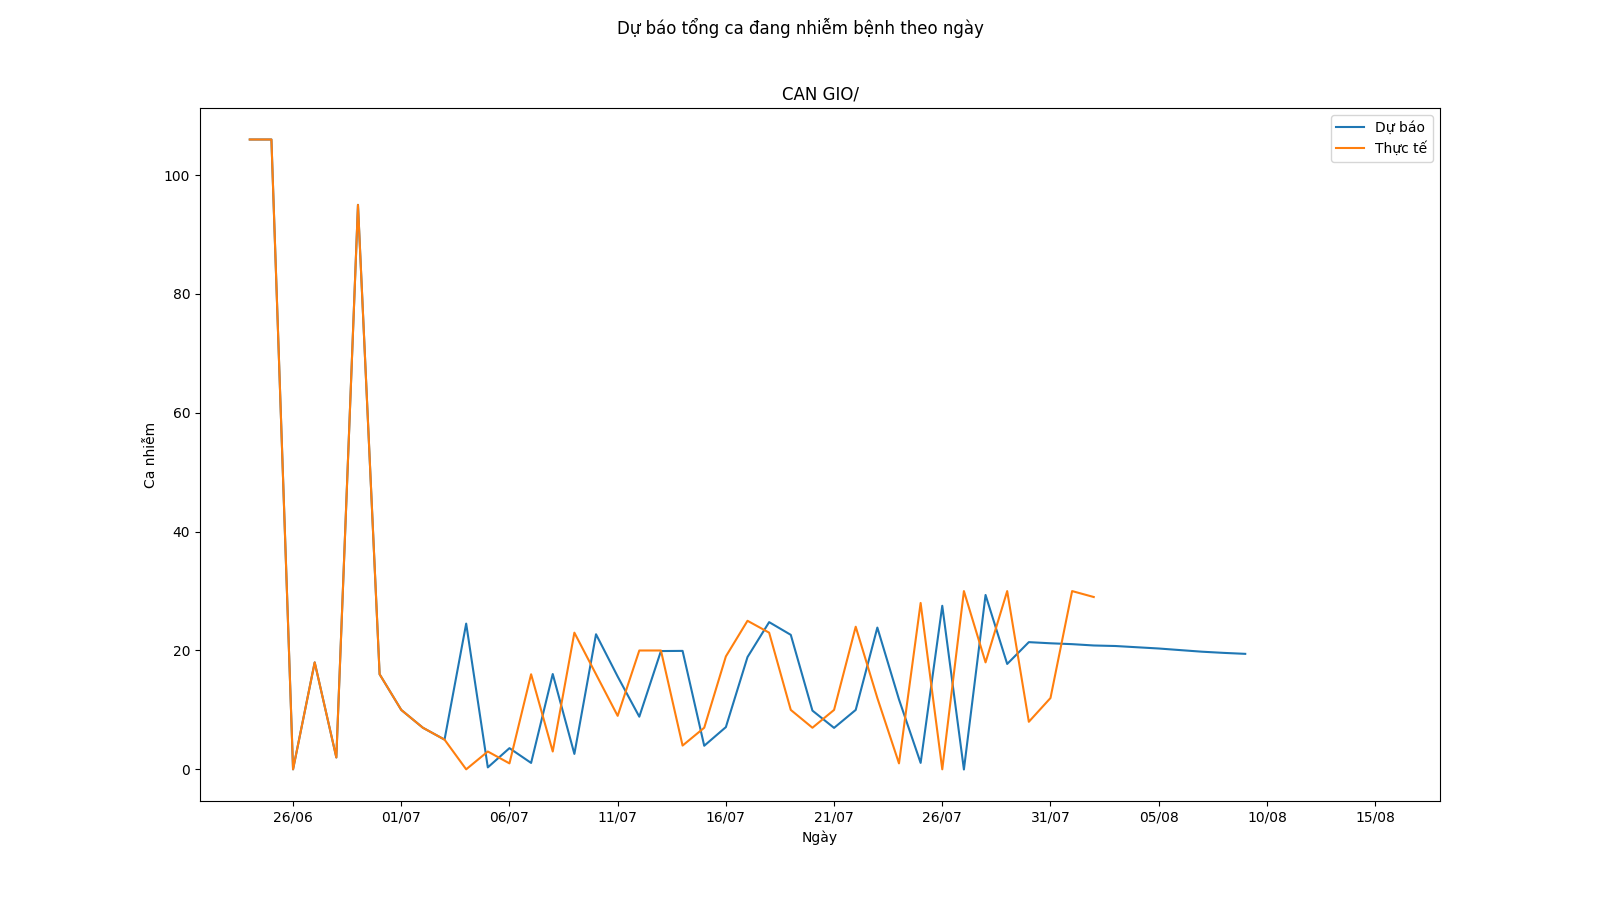 Dự báo tổng ca đang nhiễm bệnh theo ngày
CAN GIO/
Dự báo
Thực tế
Ca nhiễm
100
80
60
40
20
0
26/06
01/07
06/07
11/07
16/07
21/07
26/07
31/07
05/08
10/08
15/08
Ngày